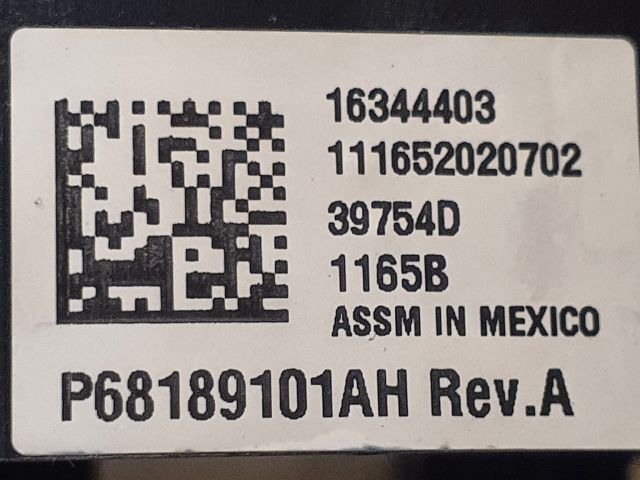 16344403
111652020702
39754D
1165B
ASSM IN MEXICO
P68189101AH Rev.A